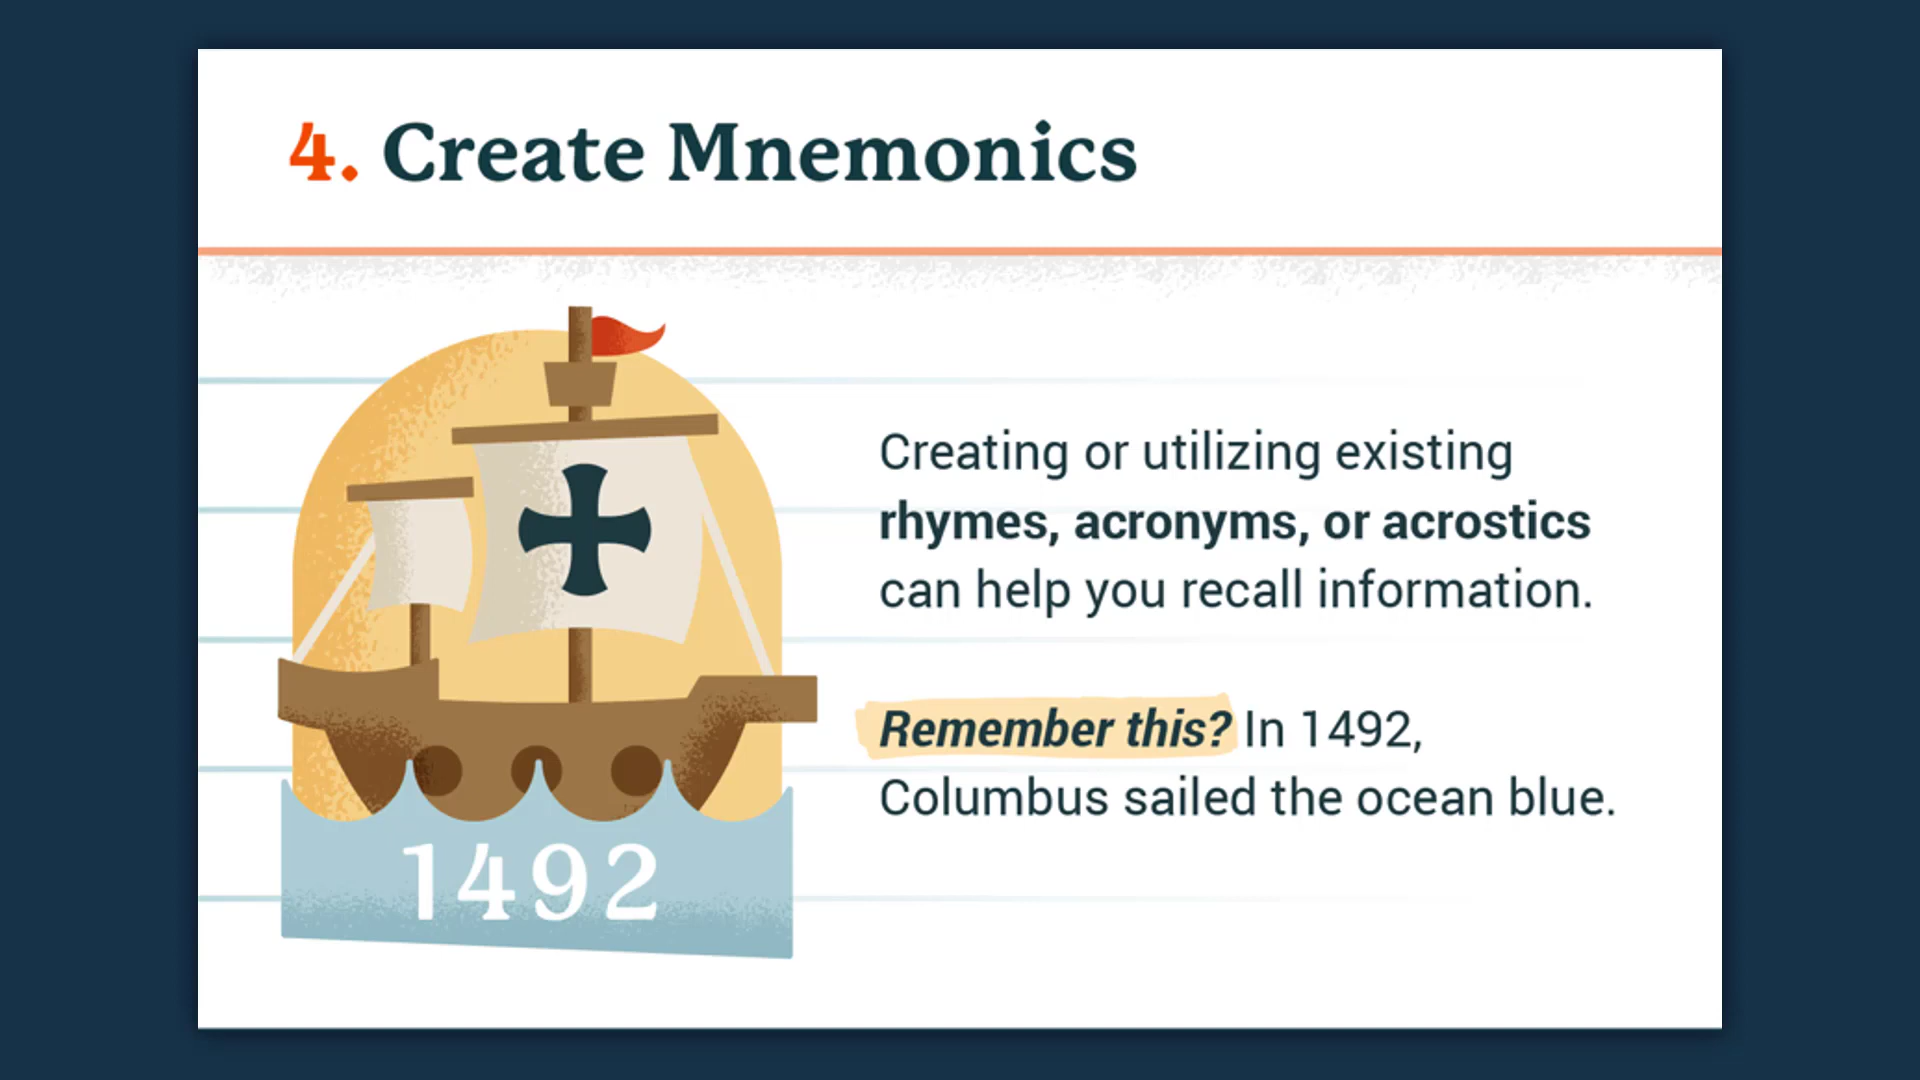 4. Create Mnemonics
Creating or utilizing existing
rhymes, acronyms, or acrostics
can help you recall information.
Remember this? In 1492,
Columbus sailed the ocean blue.
1492